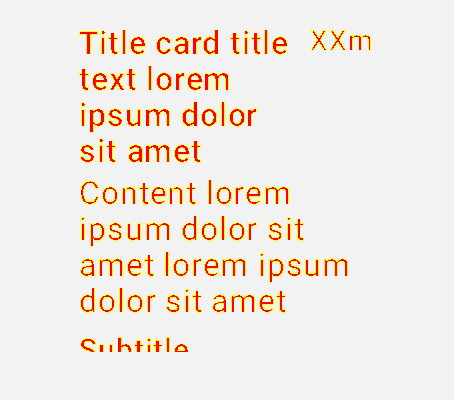 Title card title XXm
text lorem
ipsum dolor
sit amet
Content lorem
ipsum dolor sit
amet lorem ipsum
dolor sit amet
Subtitle